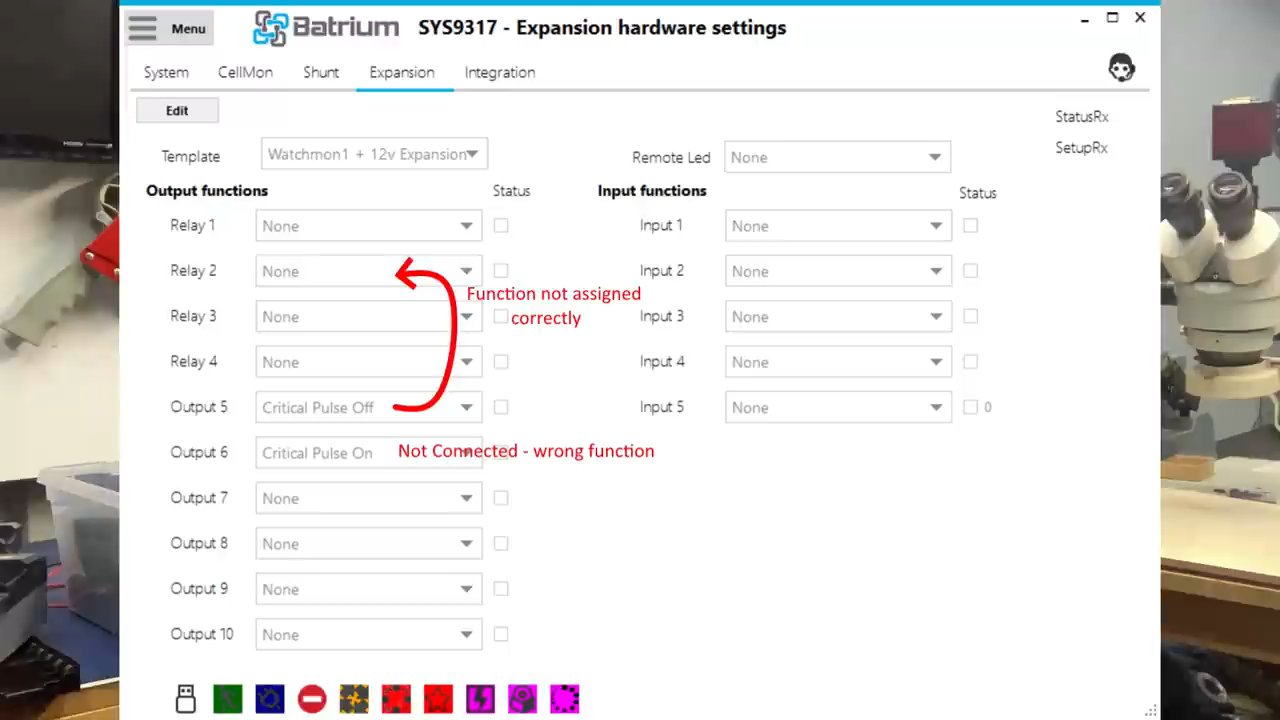 Menu
Batrium
SYS9317 - Expansion hardware settings
System CellMon Shunt Expansion Integration
Edit
StatusRx
SetupRx
Template Watchmon1 + 12v Expansion
Remote Led None
Output functions Status Input functions Status
Relay 1 None Input 1 None
Relay 2 None Input 2 None
Function not assigned
correctly
Relay 3 None Input 3 None
Relay 4 None Input 4 None
Output 5 Critical Pulse Off Input 5 None 0
Output 6 Critical Pulse On Not Connected - wrong function
Output 7 None
Output 8 None
Output 9 None
Output 10 None